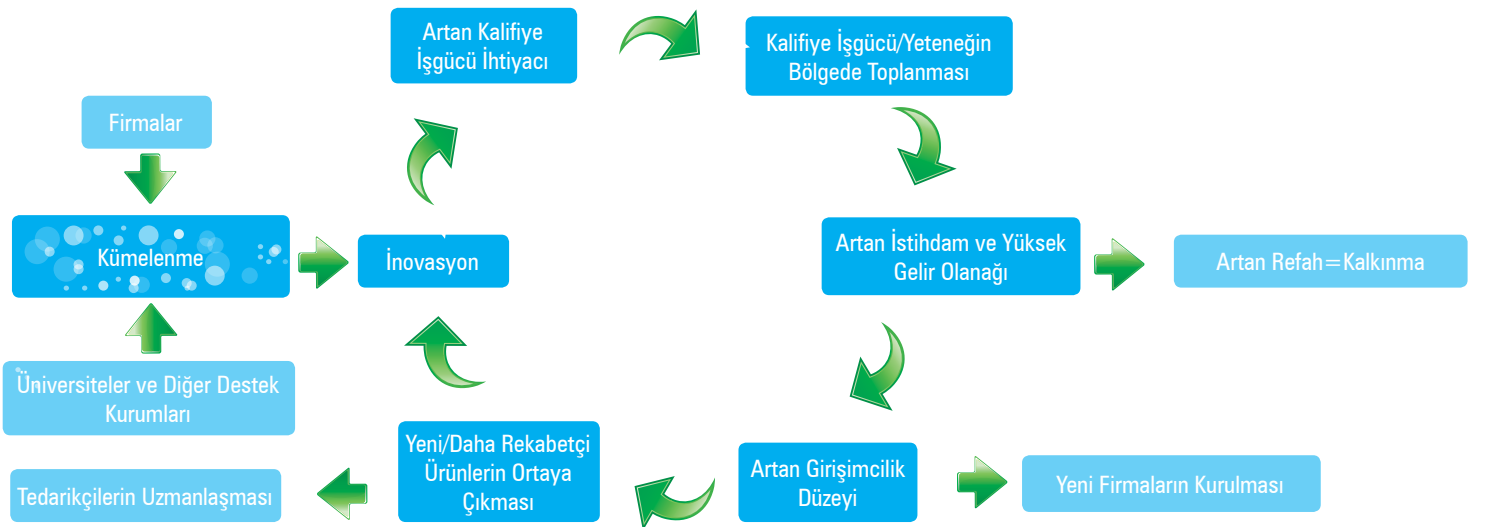 Artan Kalifiye
İşgücü İhtiyacı
Kalifiye İşgücü/Yeteneğin
Bölgede Toplanması
Firmalar
Kümelenme
İnovasyon
Artan İstihdam ve Yüksek
Gelir Olanağı
Artan Refah=Kalkınma
Üniversiteler ve Diğer Destek
Kurumları
Yeni/Daha Rekabetçi
Ürünlerin Ortaya
Çıkması
Artan Girişimcilik
Düzeyi
Yeni Firmaların Kurulması
Tedarikçilerin Uzmanlaşması